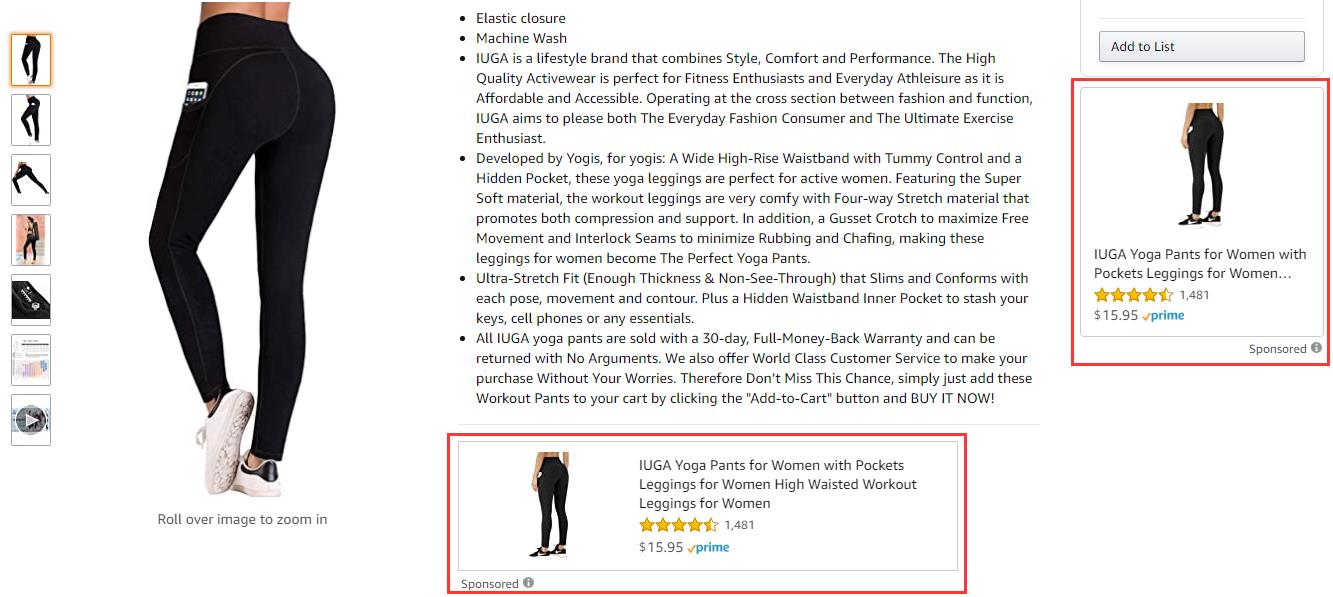 Roll over image to zoom in
Elastic closure
Machine Wash
IUGA is a lifestyle brand that combines Style, Comfort and Performance. The High
Quality Activewear is perfect for Fitness Enthusiasts and Everyday Athleisure as it is
Affordable and Accessible. Operating at the cross section between fashion and function,
IUGA aims to please both The Everyday Fashion Consumer and The Ultimate Exercise
Enthusiast.
Developed by Yogis, for yogis: A Wide High-Rise Waistband with Tummy Control and a
Hidden Pocket, these yoga leggings are perfect for active women. Featuring the Super
Soft material, the workout leggings are very comfy with Four-way Stretch material that
promotes both compression and support. In addition, a Gusset Crotch to maximize Free
Movement and Interlock Seams to minimize Rubbing and Chafing, making these
leggings for women become The Perfect Yoga Pants.
Ultra-Stretch Fit (Enough Thickness & Non-See-Through) that Slims and Conforms with
each pose, movement and contour. Plus a Hidden Waistband Inner Pocket to stash your
keys, cell phones or any essentials.
All IUGA yoga pants are sold with a 30-day, Full-Money-Back Warranty and can be
returned with No Arguments. We also offer World Class Customer Service to make your
purchase Without Your Worries. Therefore Don't Miss This Chance, simply just add these
Workout Pants to your cart by clicking the "Add-to-Cart" button and BUY IT NOW!
IUGA Yoga Pants for Women with Pockets
Leggings for Women High Waisted Workout
Leggings for Women
1,481
$15.95 prime
Sponsored
Add to List
IUGA Yoga Pants for Women with
Pockets Leggings for Women...
1,481
$15.95 prime
Sponsored